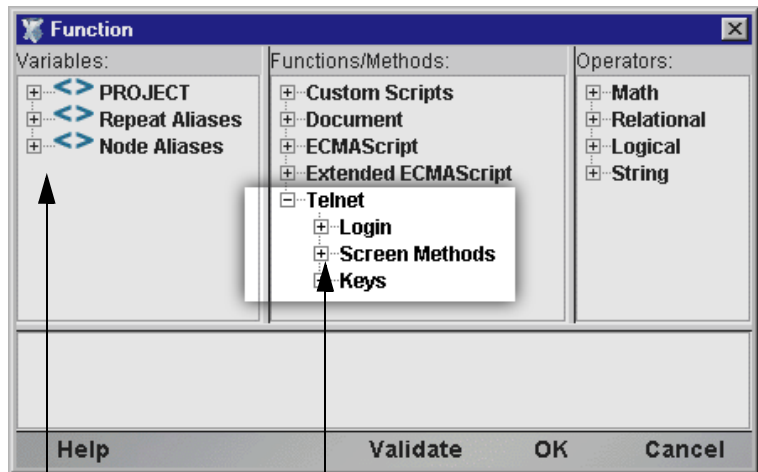 Function
Variables:
PROJECT
Repeat Aliases
Node Aliases
Functions/Methods:
Custom Scripts
Document
ECMAScript
Extended ECMAScript
Telnet
Login
Screen Methods
Keys
Operators:
Math
Relational
Logical
String
Help Validate OK Cancel